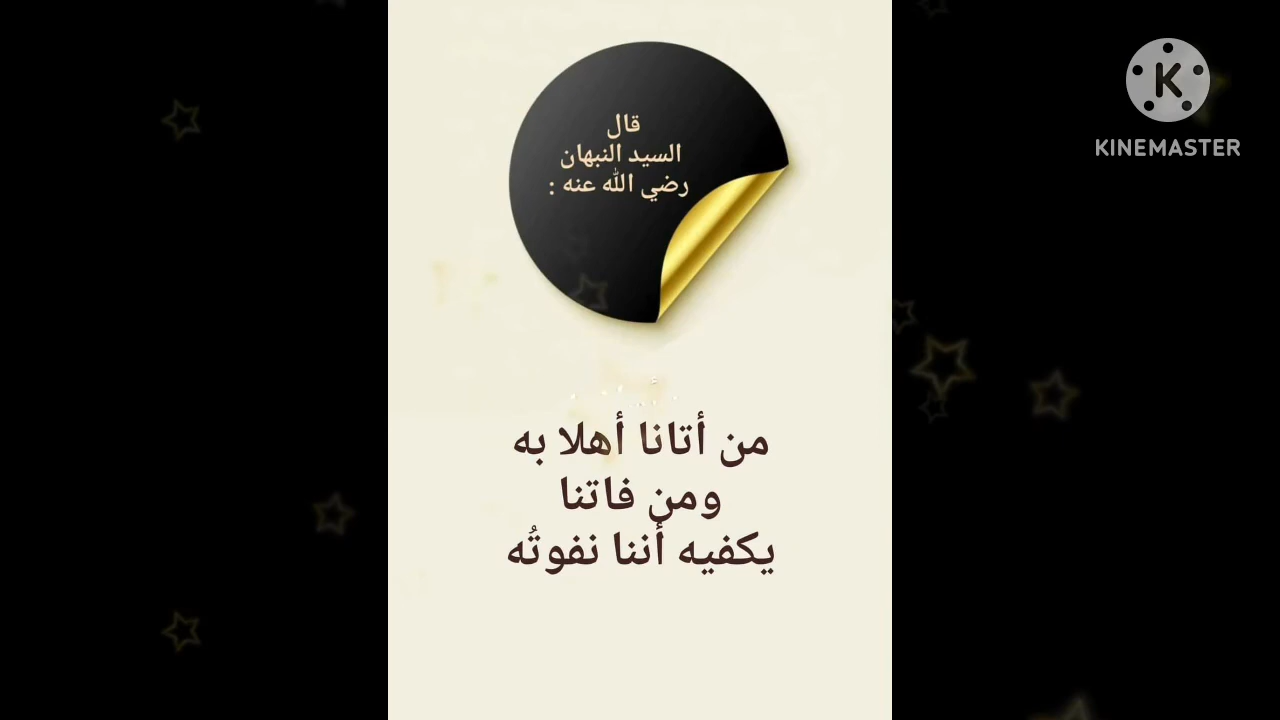 قال
السيد النبهان
رضي الله عنه :
من أتانا أهلا به
ومن فاتنا
يكفيه أننا نفوتُه
K
KINEMASTER